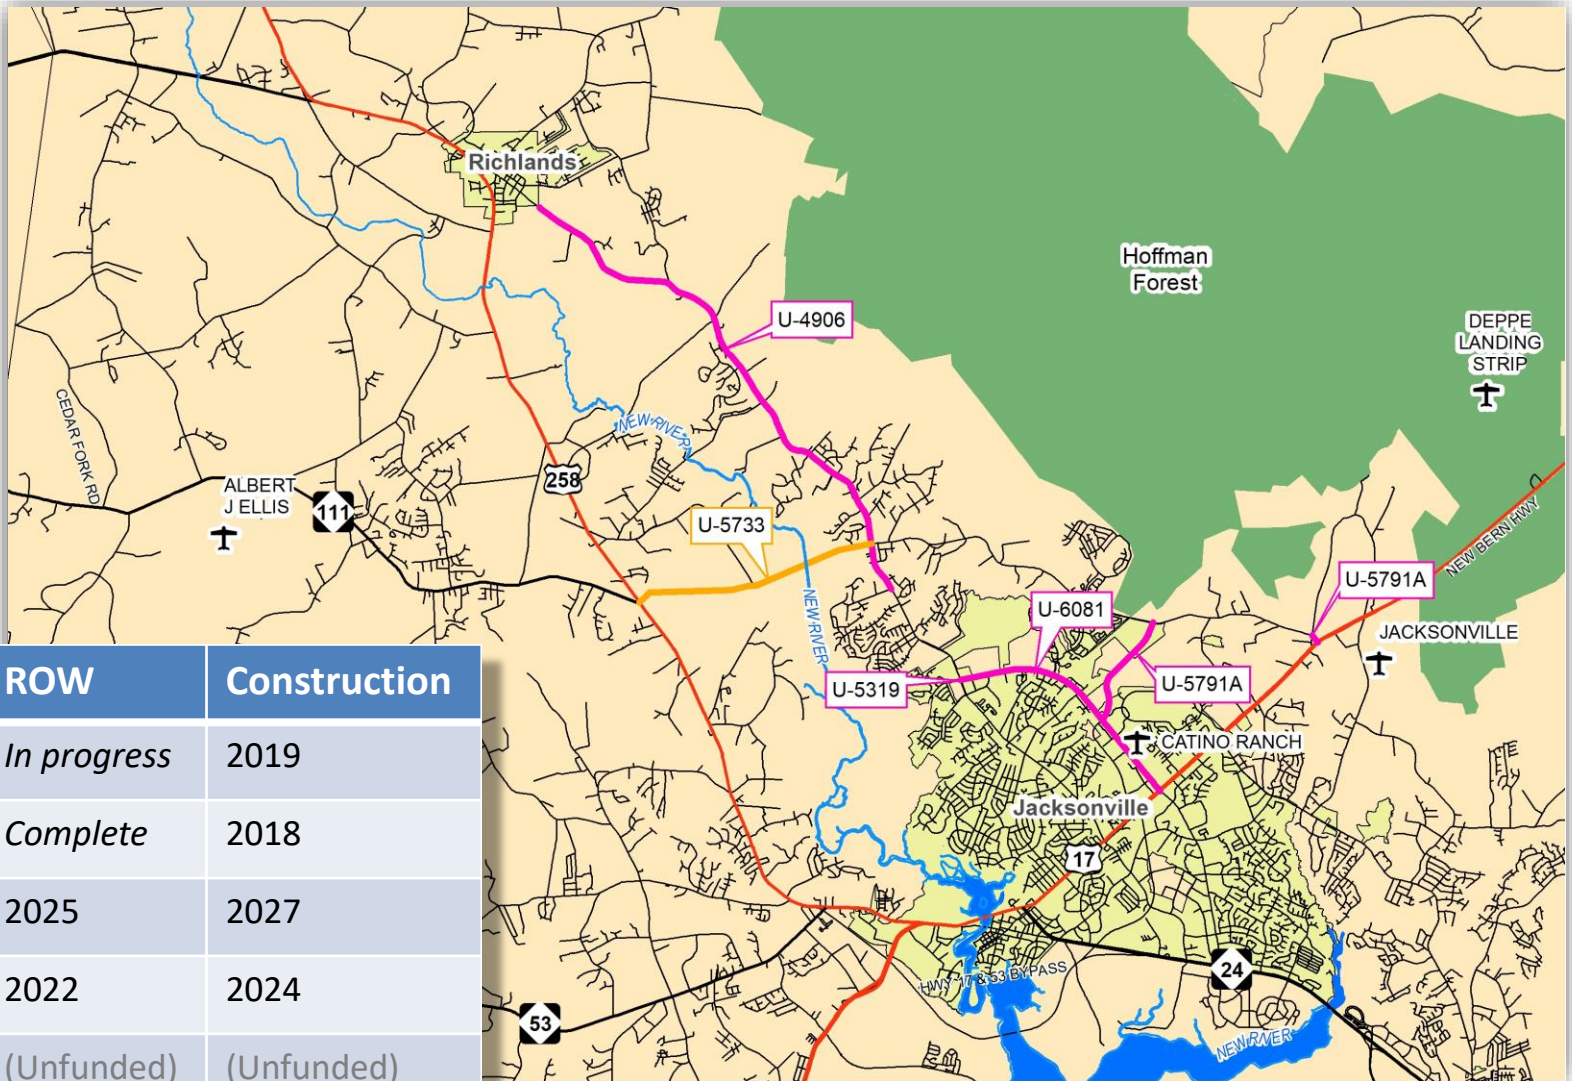 Richlands
Hoffman
Forest
U-4906
DEPPE
LANDING
STRIP
CEDAR FORK RD
NEW RIVER
258
ALBERT
J ELLIS
111
U-5733
NEW BERN HWY
U-5791A
NEW RIVER
U-6081
JACKSONVILLE
U-5319
U-5791A
CATINO RANCH
Jacksonville
17
HWY 17 & 53 BYPASS
24
53
NEW RIVER
ROW Construction
In progress 2019
Complete 2018
2025 2027
2022 2024
(Unfunded) (Unfunded)